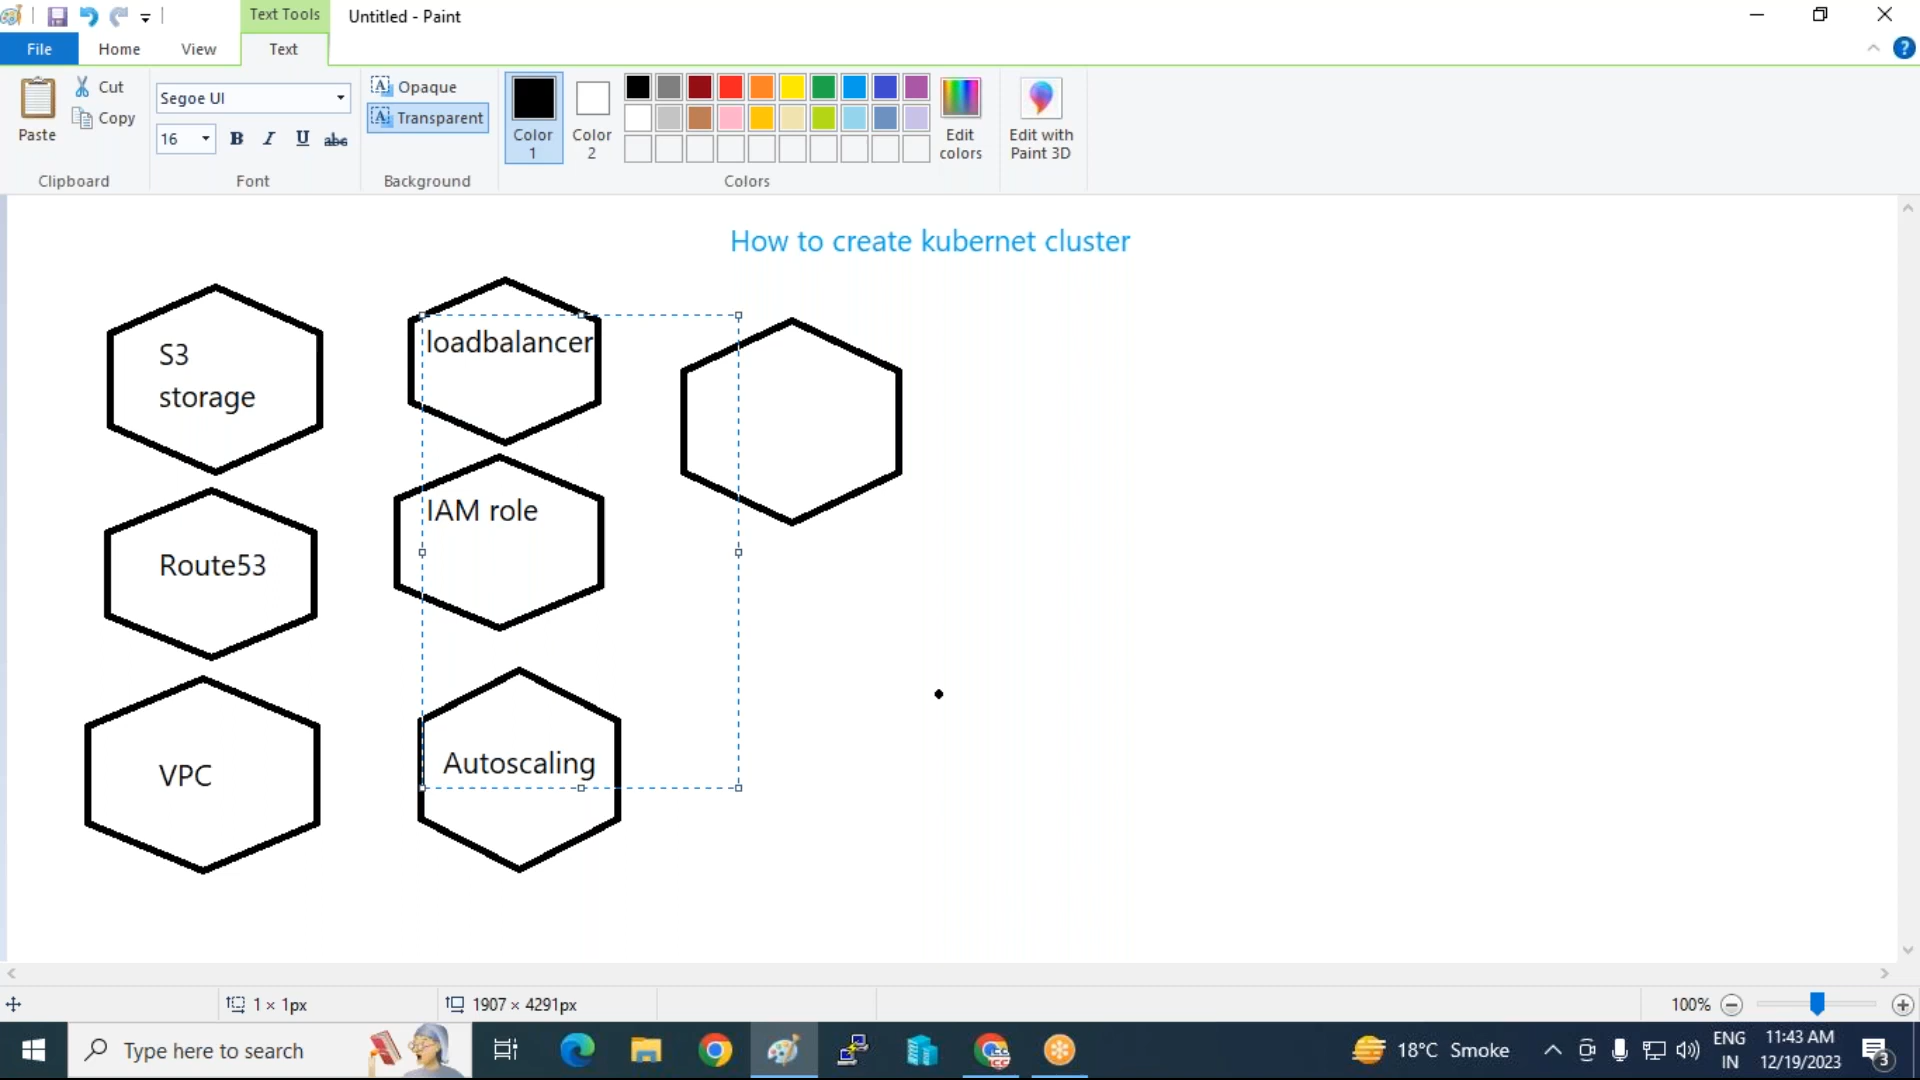 Text Tools
Untitled - Paint
File
Home
View
Text
Paste
Cut
Copy
Clipboard
Segoe UI
16
B I U abc
Font
Opaque
Transparent
Background
Color 1
Color 2
Edit colors
Colors
Edit with Paint 3D
How to create kubernet cluster
S3
storage
loadbalancer
IAM role
Route53
VPC
Autoscaling
1 × 1px
1907 × 4291px
100%
Type here to search
18°C Smoke
ENG
IN
11:43 AM
12/19/2023
3